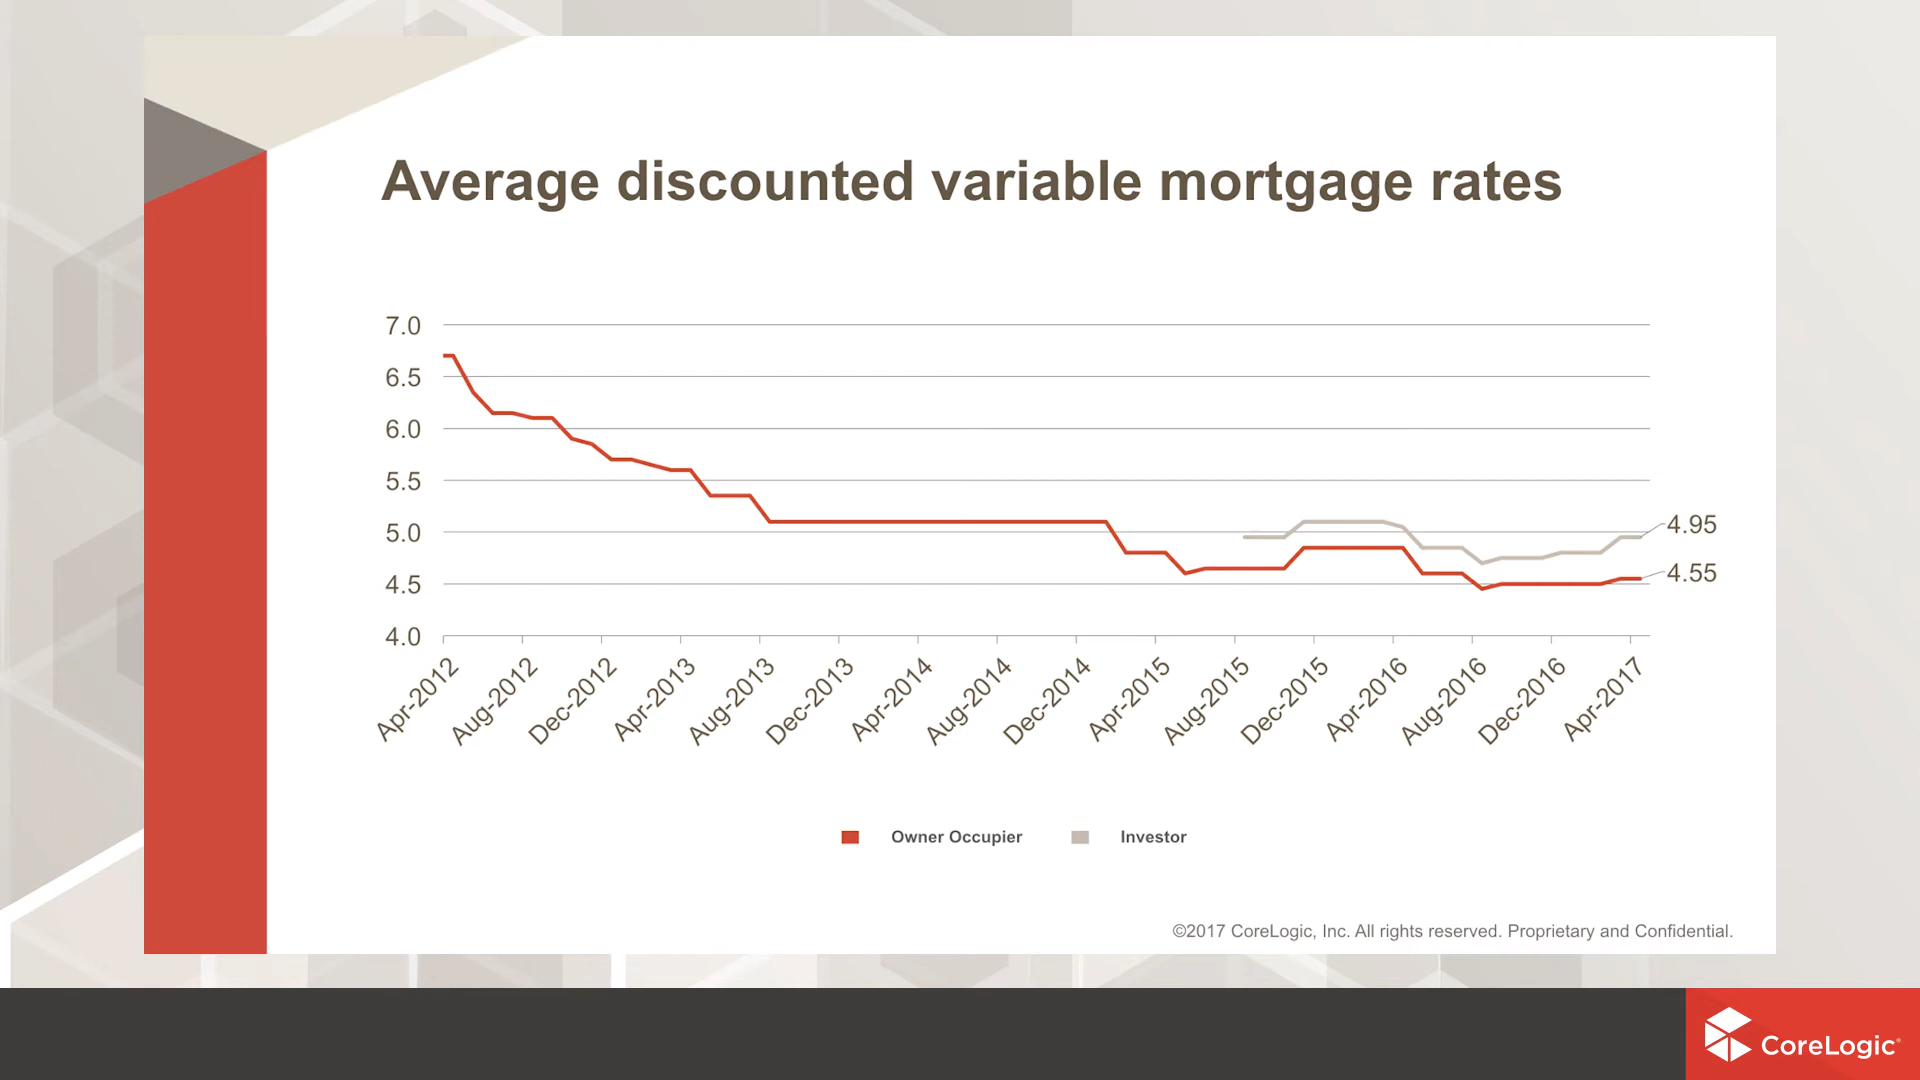 Average discounted variable mortgage rates
7.0
6.5
6.0
5.5
5.0
4.5
4.0
4.95
4.55
Apr-2012
Aug-2012
Dec-2012
Apr-2013
Aug-2013
Dec-2013
Apr-2014
Aug-2014
Dec-2014
Apr-2015
Aug-2015
Dec-2015
Apr-2016
Aug-2016
Dec-2016
Apr-2017
Owner Occupier
Investor
©2017 CoreLogic, Inc. All rights reserved. Proprietary and Confidential.
CoreLogic